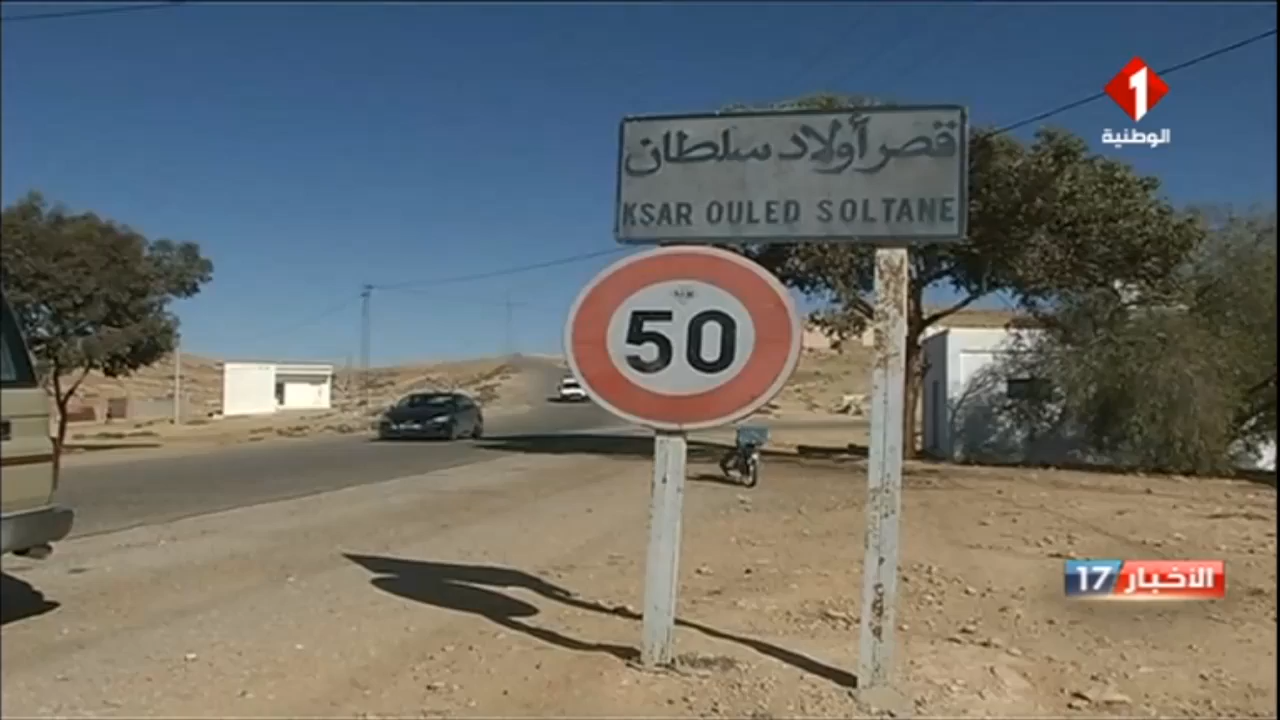 1
الوطنية
قصر أولاد سلطان
KSAR OULED SOLTANE
50
الأخبار 17